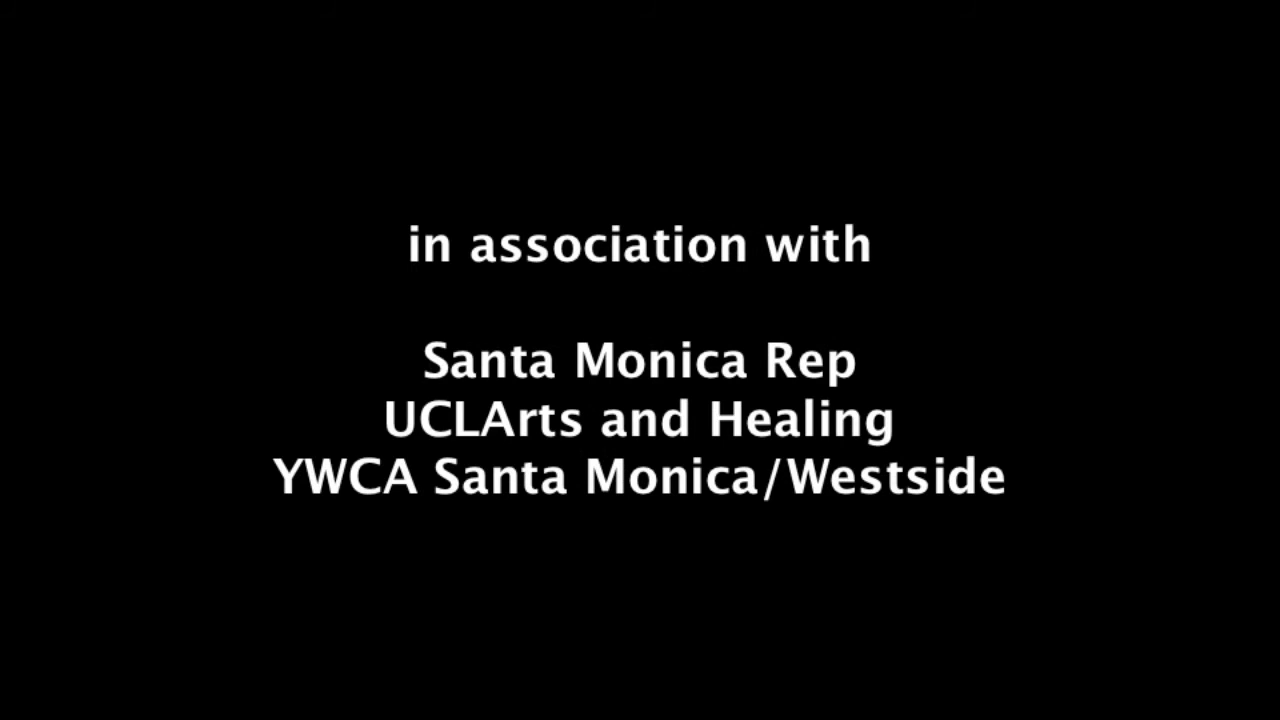 in association with
Santa Monica Rep
UCLArts and Healing
YWCA Santa Monica/Westside